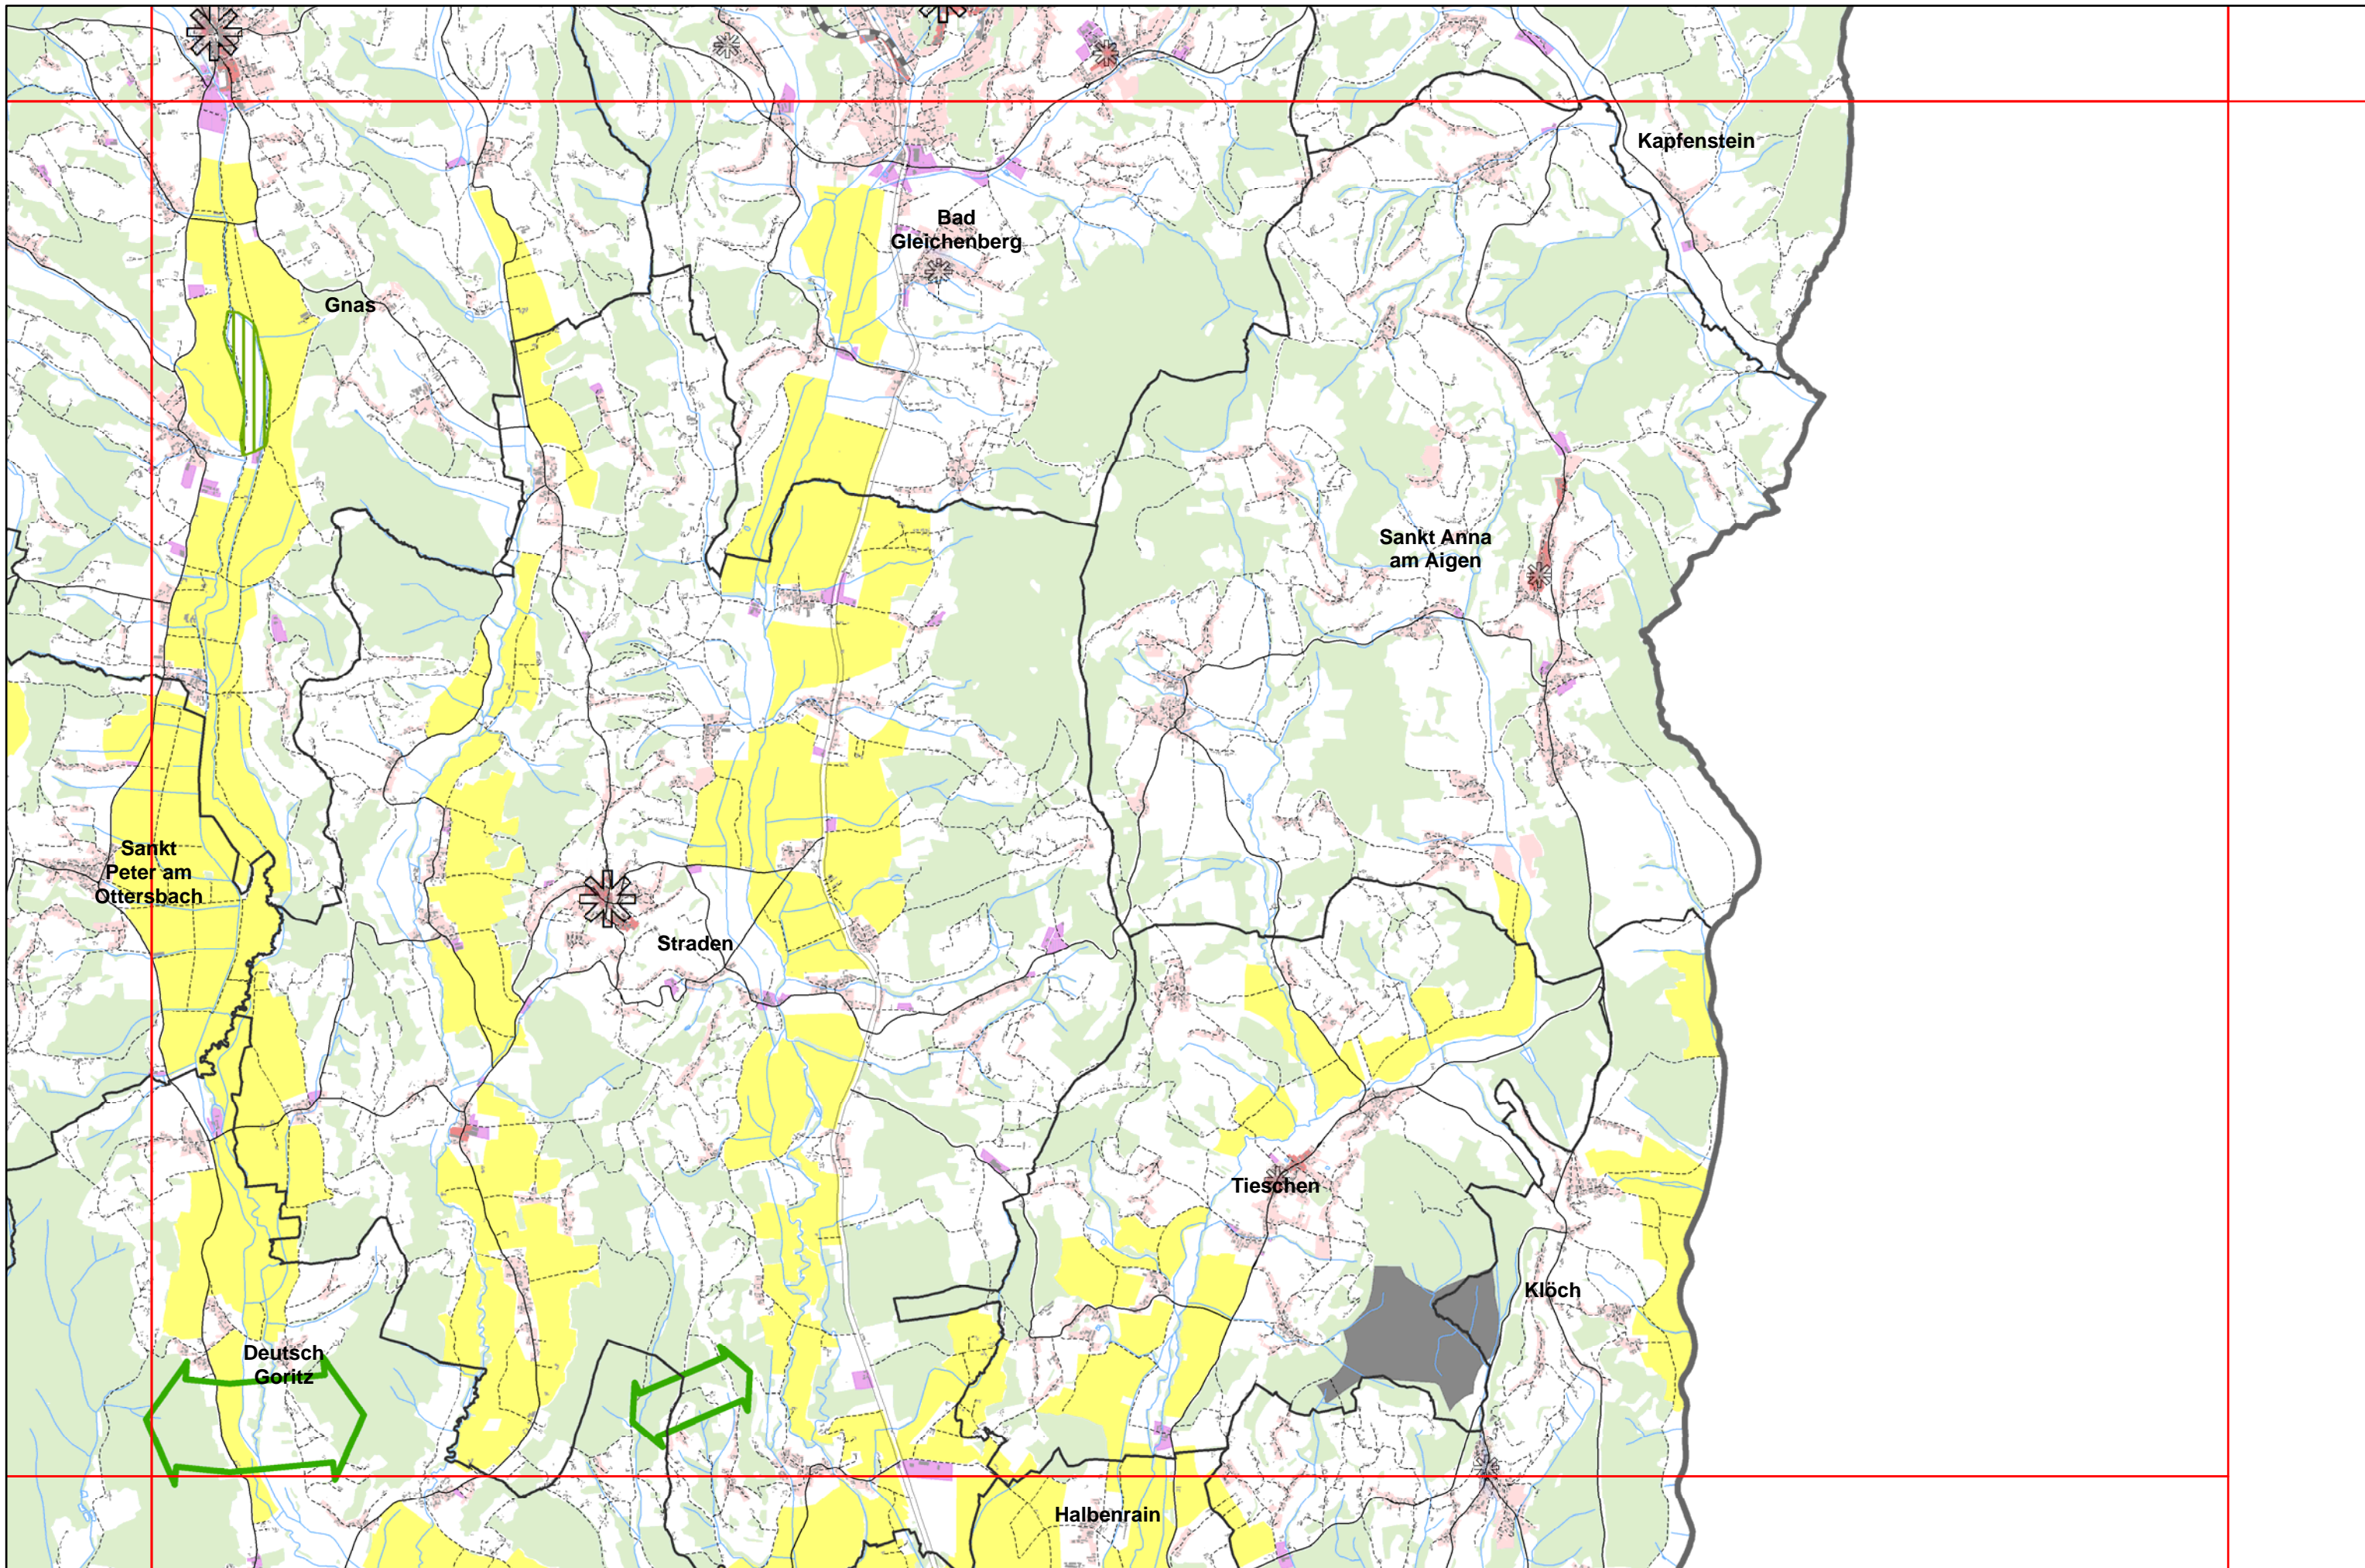 Kapfenstein
Bad
Gleichenberg
Gnas
Sankt Anna
am Aigen
Sankt
Peter am
Ottersbach
Straden
Tieschen
Klöch
Deutsch
Goritz
Halbenrain